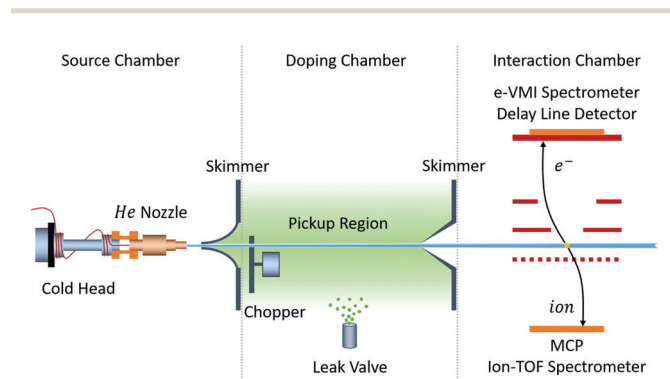 Source Chamber
Doping Chamber
Interaction Chamber
e-VMI Spectrometer
Delay Line Detector
Skimmer
Skimmer
e⁻
He Nozzle
Pickup Region
Cold Head
Chopper
ion
Leak Valve
MCP
Ion-TOF Spectrometer